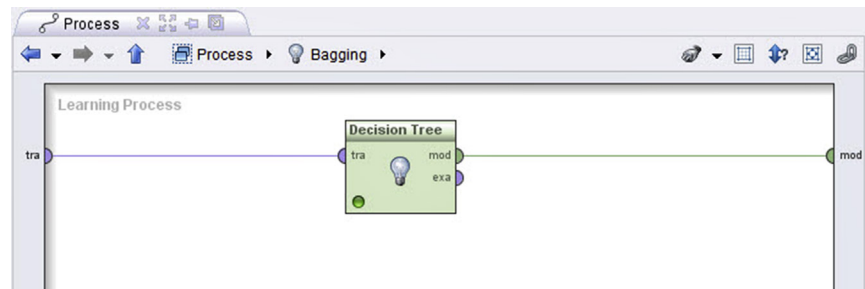 Process
Process Bagging
Learning Process
Decision Tree
tra tra mod mod
exa